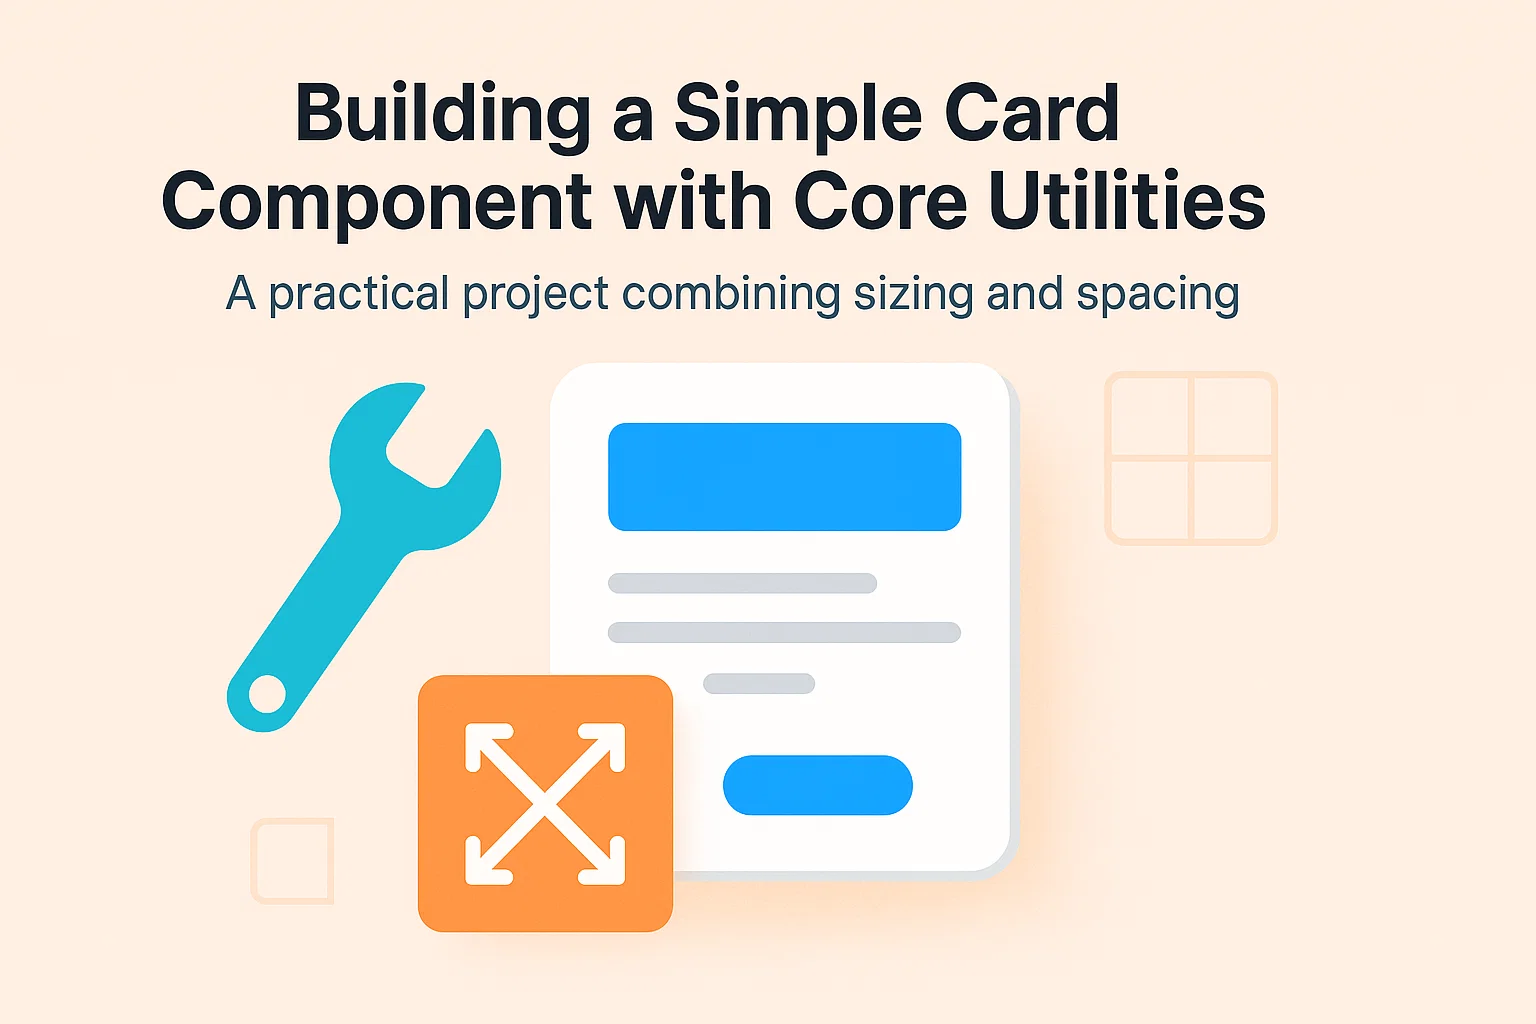 Building a Simple Card
Component with Core Utilities
A practical project combining sizing and spacing